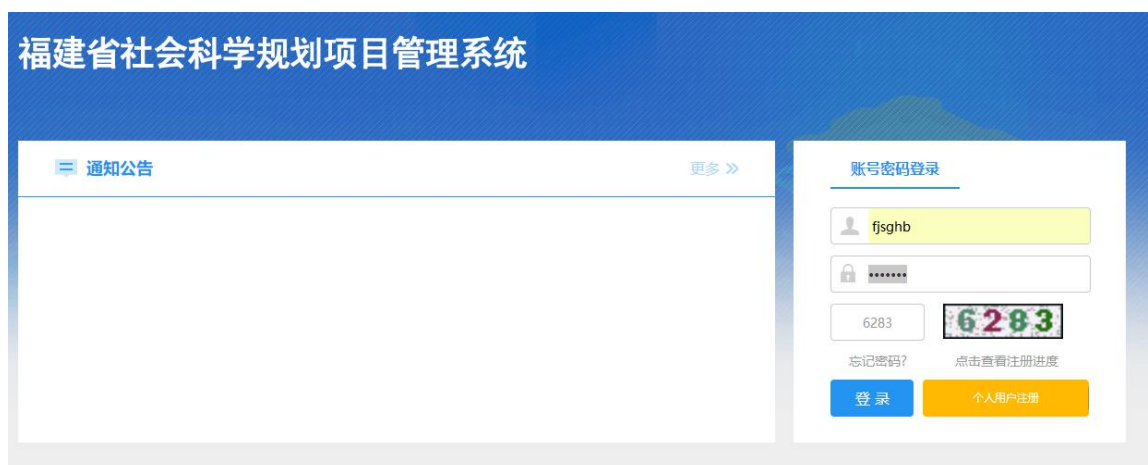 福建省社会科学规划项目管理系统
通知公告
更多
账号密码登录
fjsghb
•••••••
6283
6283
忘记密码?
点击查看注册进度
登 录
个人用户注册